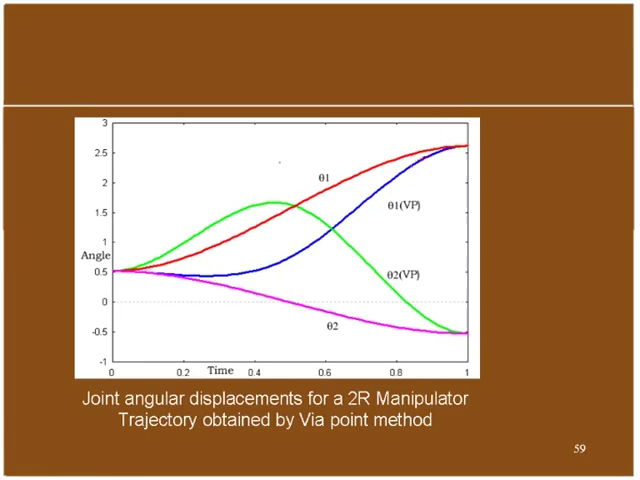 3
2.5
2
1.5
1
0.5
0
-0.5
-1
Angle
θ1
θ1(VP)
θ2(VP)
θ2
0 0.2 0.4 0.6 0.8 1
Time
Joint angular displacements for a 2R Manipulator
Trajectory obtained by Via point method
59